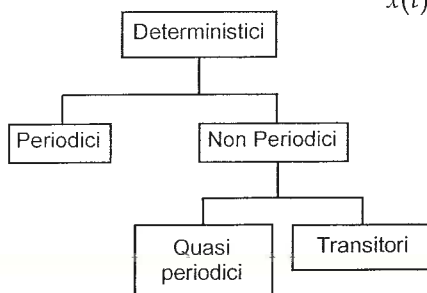 x(t)
Deterministici
Periodici
Non Periodici
Quasi
periodici
Transitori